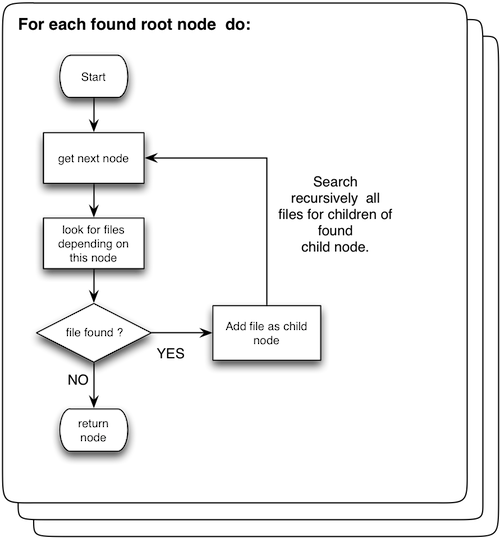 For each found root node  do:
Start
get next node
Search
recursively  all
files for children of
found
child node.
look for files
depending on
this node
file found ?
Add file as child
node
YES
NO
return
node